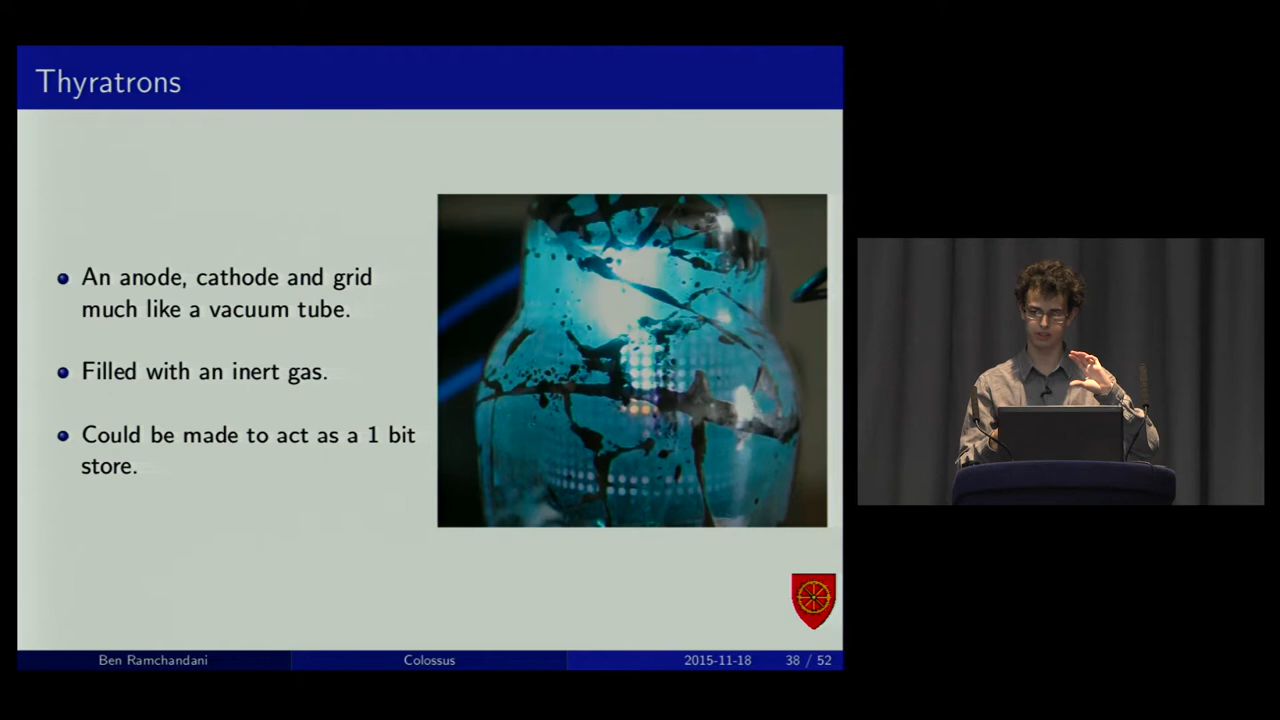 Thyratrons
An anode, cathode and grid
much like a vacuum tube.
Filled with an inert gas.
Could be made to act as a 1 bit
store.
Ben Ramchandani
Colossus
2015-11-18
38 / 52